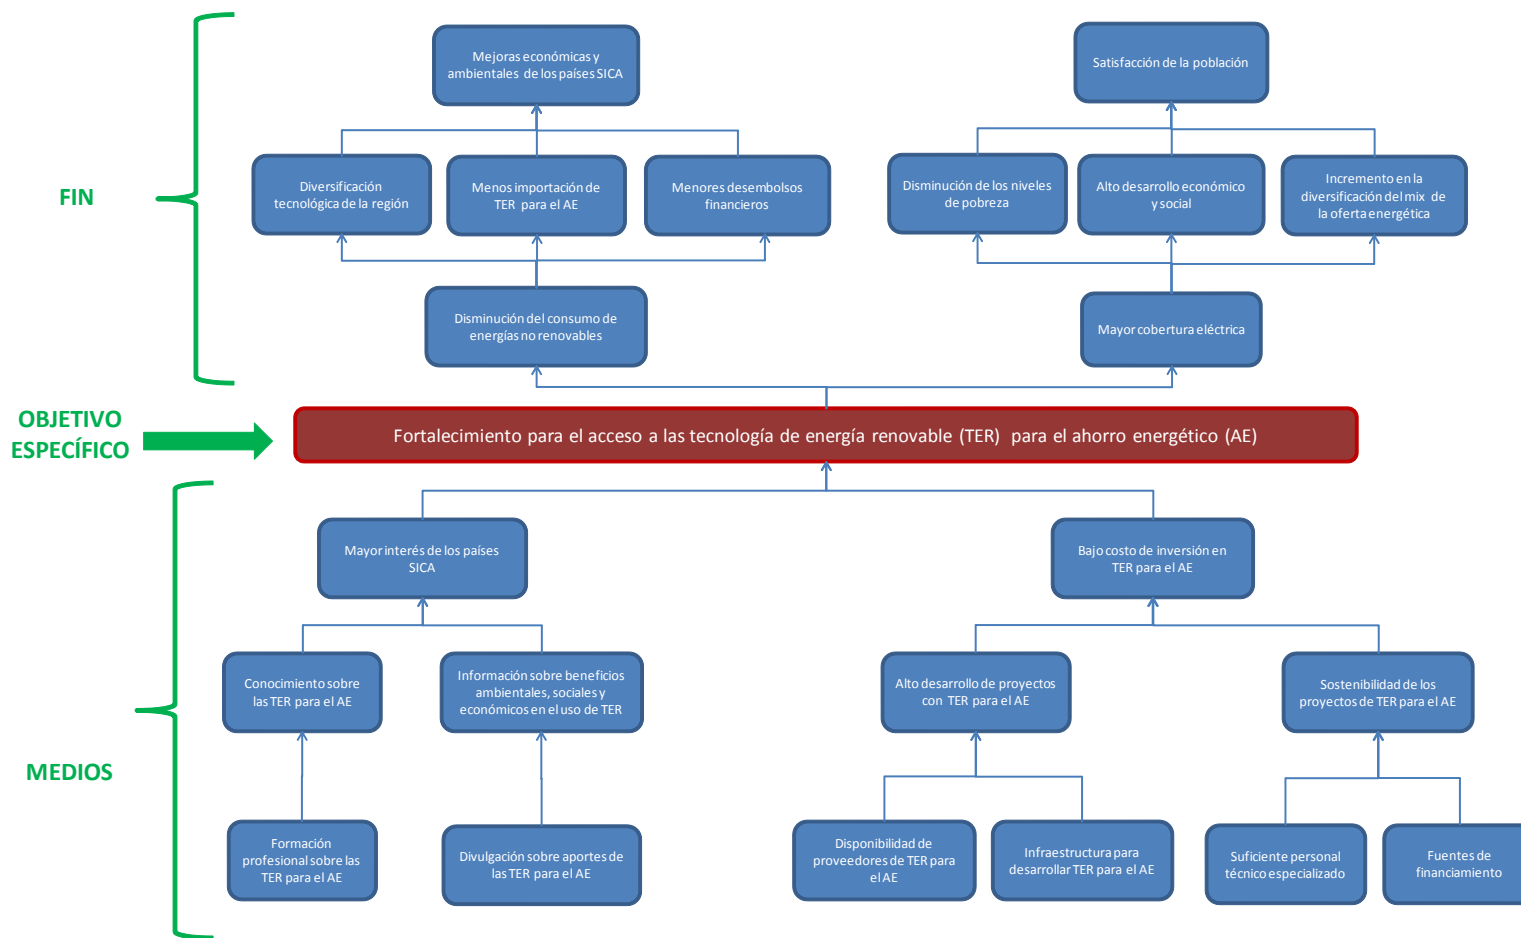 Mejoras económicas y
ambientales de los países SICA
Satisfacción de la población
FIN
Diversificación
tecnológica de la región
Menos importación de
TER para el AE
Menores desembolsos
financieros
Disminución de los niveles
de pobreza
Alto desarrollo económico
y social
Incremento en la
diversificación del mix de
la oferta energética
Disminución del consumo de
energías no renovables
Mayor cobertura eléctrica
OBJETIVO
ESPECÍFICO
Fortalecimiento para el acceso a las tecnología de energía renovable (TER) para el ahorro energético (AE)
Mayor interés de los países
SICA
Bajo costo de inversión en
TER para el AE
Conocimiento sobre
las TER para el AE
Información sobre beneficios
ambientales, sociales y
económicos en el uso de TER
Alto desarrollo de proyectos
con TER para el AE
Sostenibilidad de los
proyectos de TER para el AE
MEDIOS
Formación
profesional sobre las
TER para el AE
Divulgación sobre aportes de
las TER para el AE
Disponibilidad de
proveedores de TER para
el AE
Infraestructura para
desarrollar TER para el AE
Suficiente personal
técnico especializado
Fuentes de
financiamiento